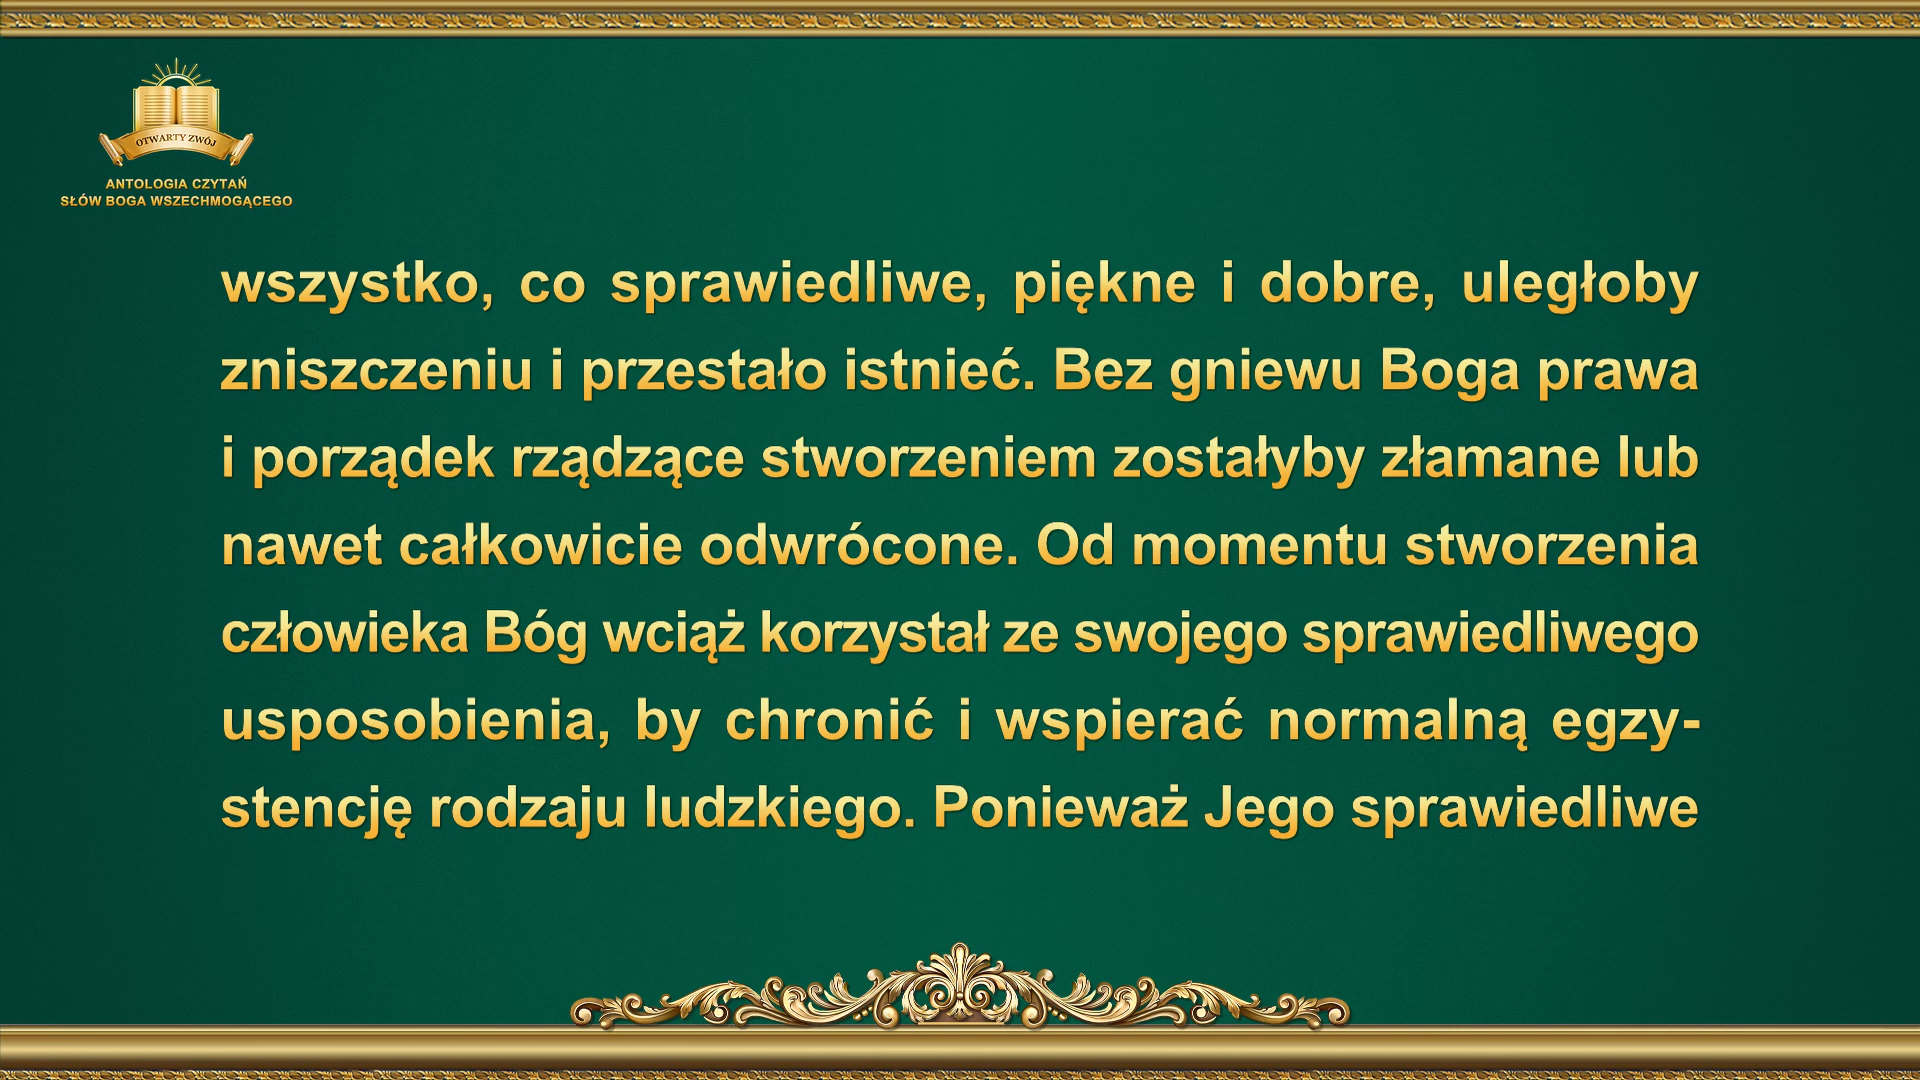 OTWARTY ZWÓJ
ANTOLOGIA CZYTAŃ
SŁÓW BOGA WSZECHMOGĄCEGO
wszystko, co sprawiedliwe, piękne i dobre, uległoby
zniszczeniu i przestało istnieć. Bez gniewu Boga prawa
i porządek rządzące stworzeniem zostałyby złamane lub
nawet całkowicie odwrócone. Od momentu stworzenia
człowieka Bóg wciąż korzystał ze swojego sprawiedliwego
usposobienia, by chronić i wspierać normalną egzy-
stencję rodzaju ludzkiego. Ponieważ Jego sprawiedliwe